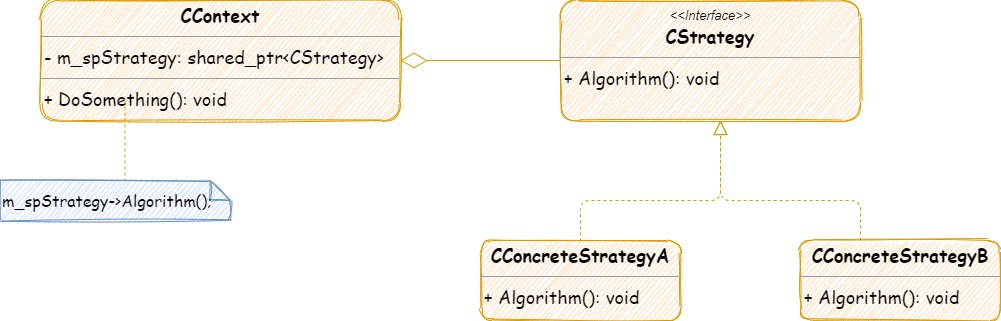 CContext
- m_spStrategy: shared_ptr<CStrategy>
+ DoSomething(): void
m_spStrategy->Algorithm();
<<Interface>>
CStrategy
+ Algorithm(): void
CConcreteStrategyA
+ Algorithm(): void
CConcreteStrategyB
+ Algorithm(): void